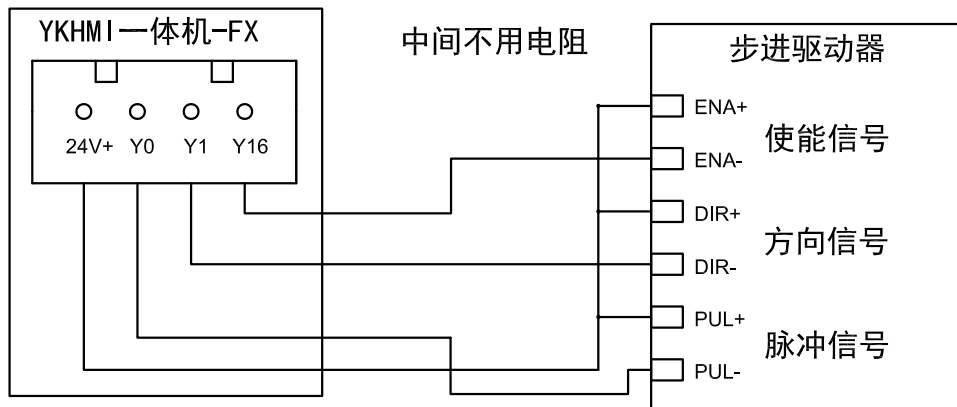 YKHMI一体机-FX
24V+ Y0 Y1 Y16
中间不用电阻
步进驱动器
ENA+
使能信号
ENA-
DIR+
方向信号
DIR-
PUL+
脉冲信号
PUL-